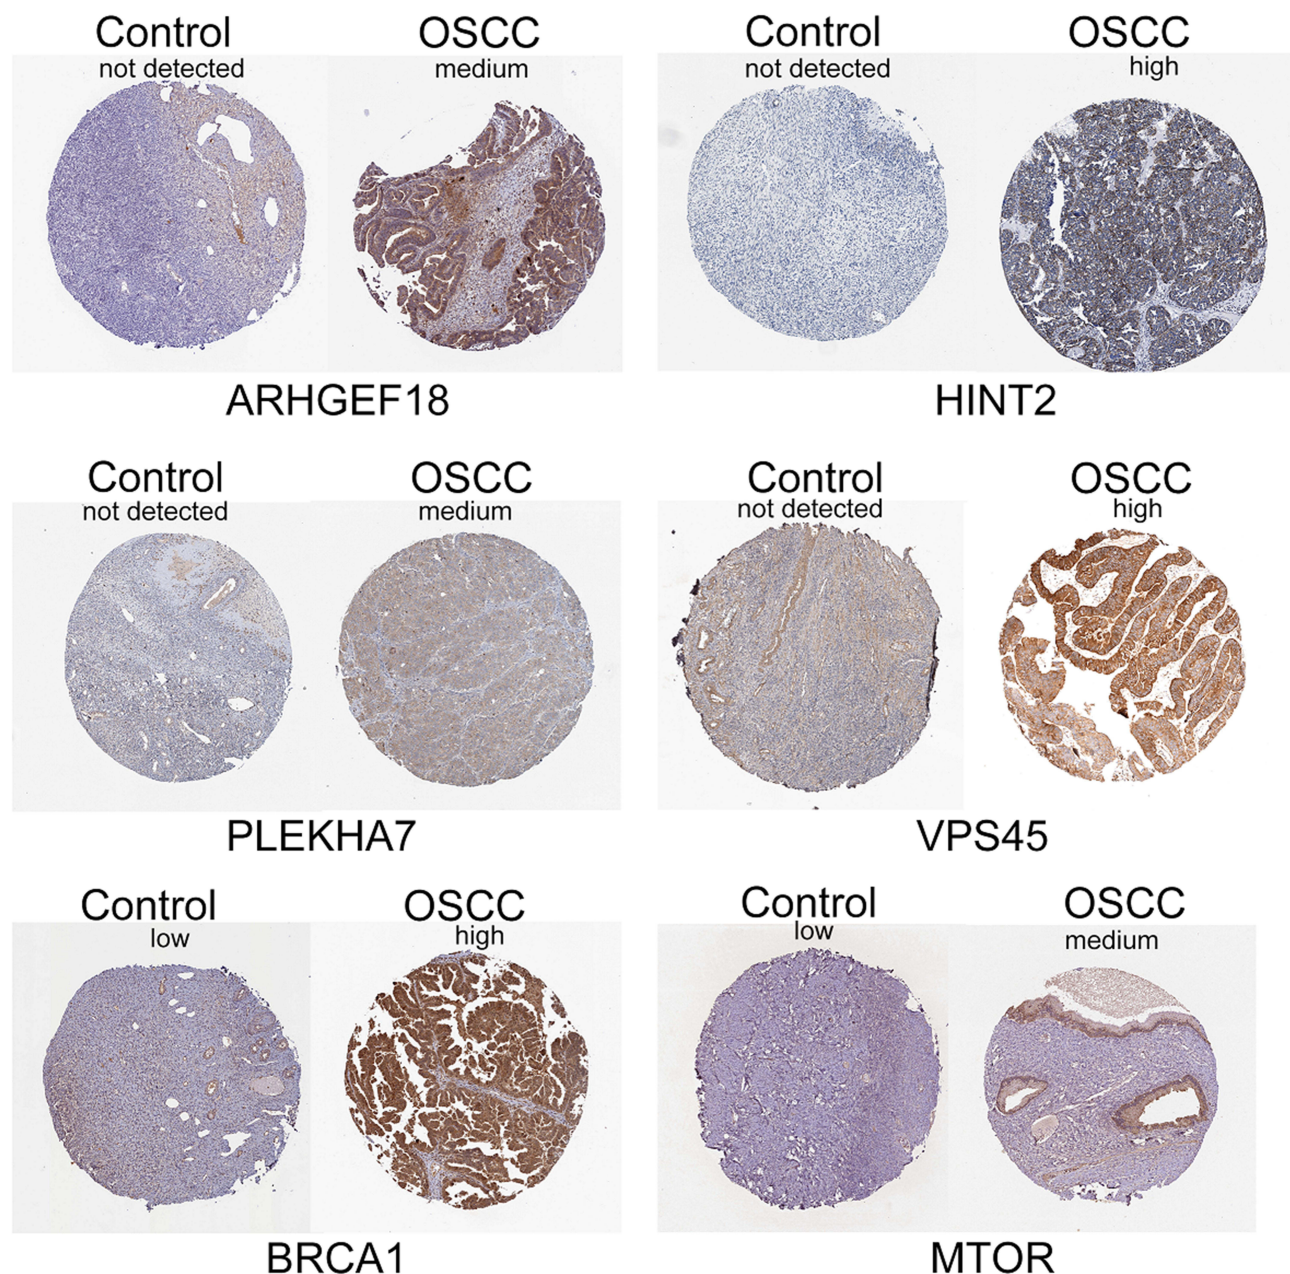 Control OSCC Control OSCC
not detected medium not detected high
ARHGEF18 HINT2
Control OSCC Control OSCC
not detected medium not detected high
PLEKHA7 VPS45
Control OSCC Control OSCC
low high low medium
BRCA1 MTOR